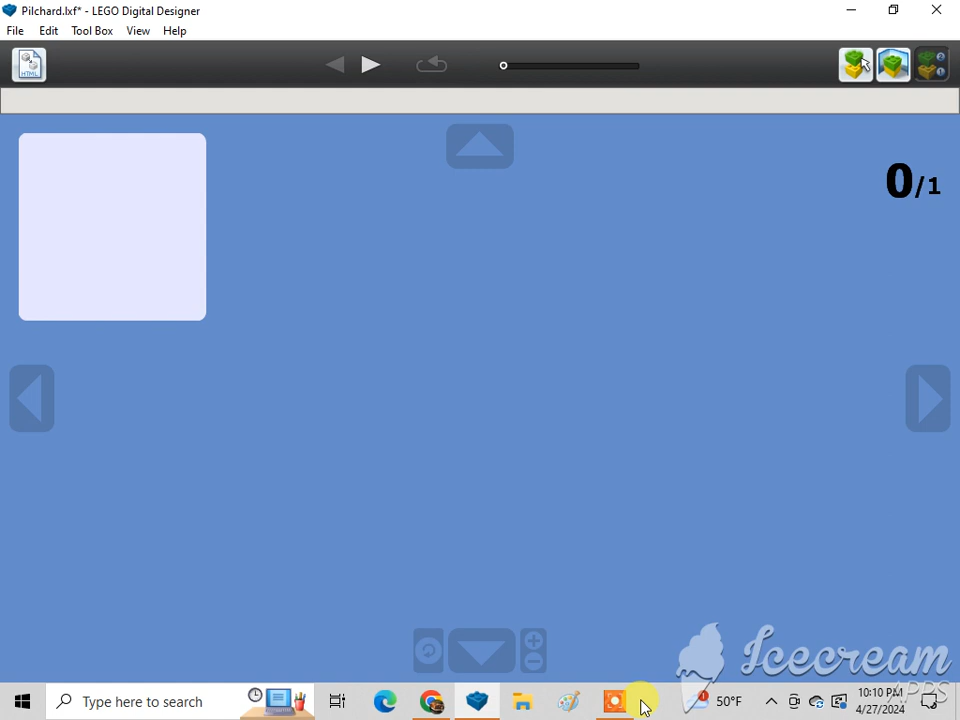 Pilchard.lxf* - LEGO Digital Designer
File Edit Tool Box View Help
HTML
0/1
Icecream
APPS
Type here to search
50°F
10:10 PM
4/27/2024